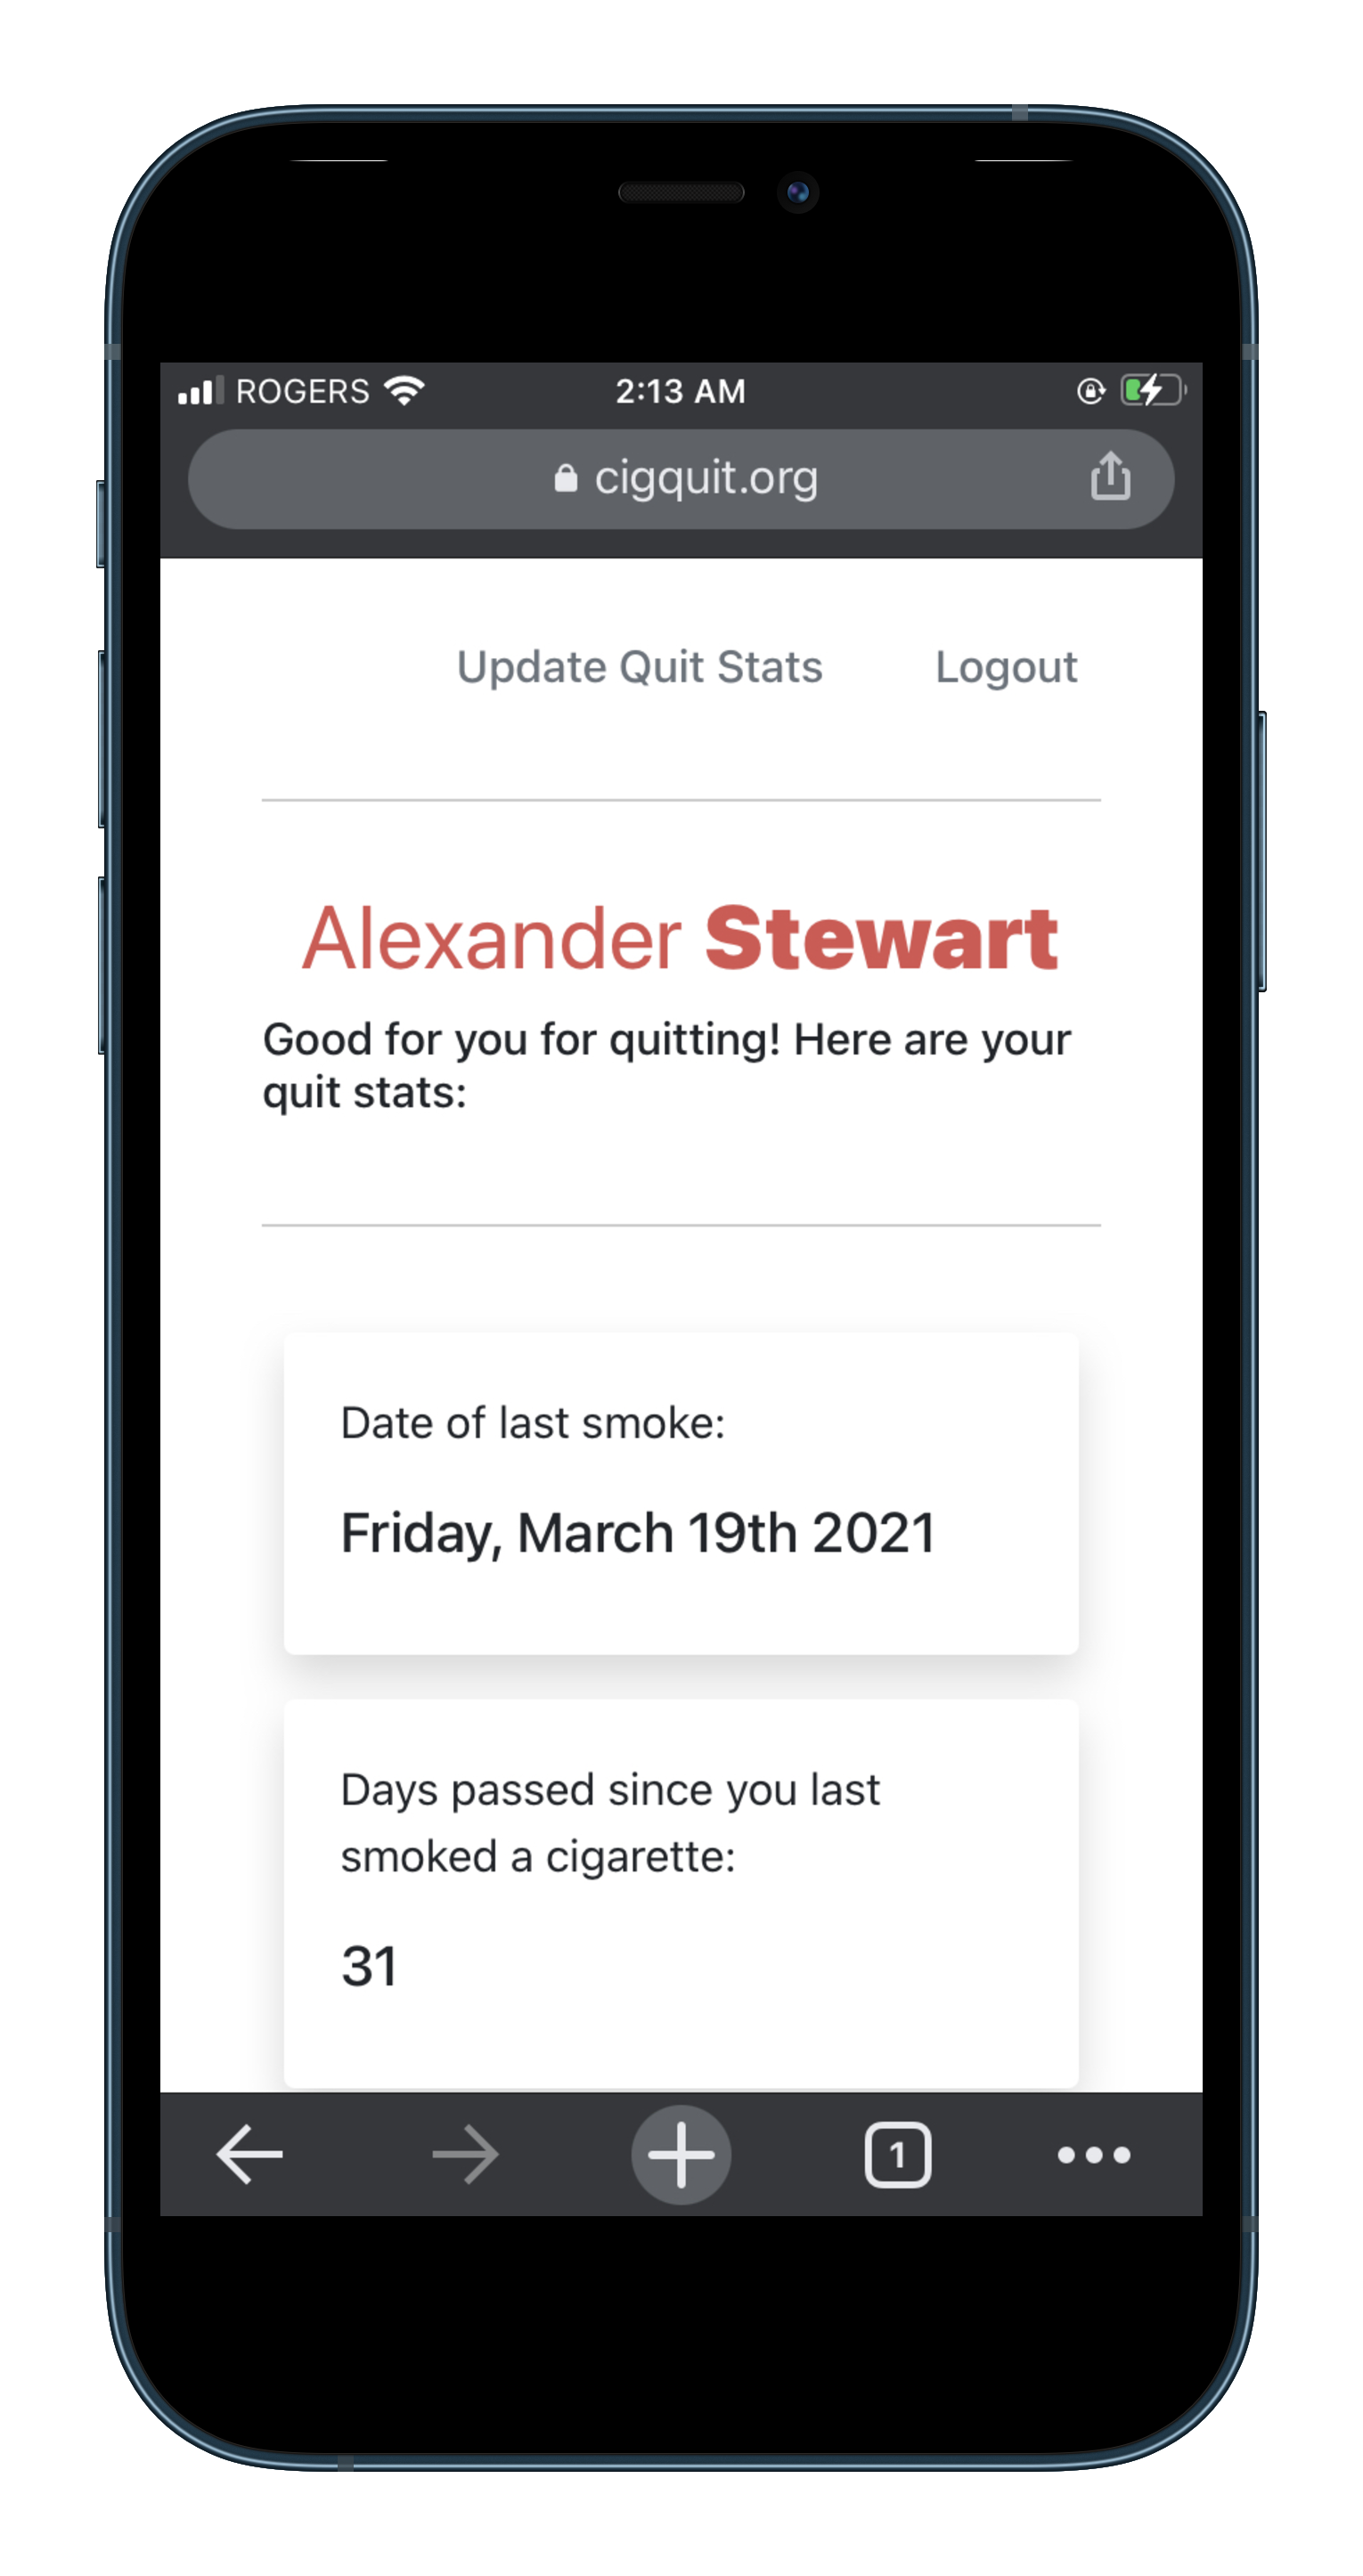 ROGERS 2:13 AM
cigquit.org
Update Quit Stats Logout
Alexander Stewart
Good for you for quitting! Here are your
quit stats:
Date of last smoke:
Friday, March 19th 2021
Days passed since you last
smoked a cigarette:
31
1